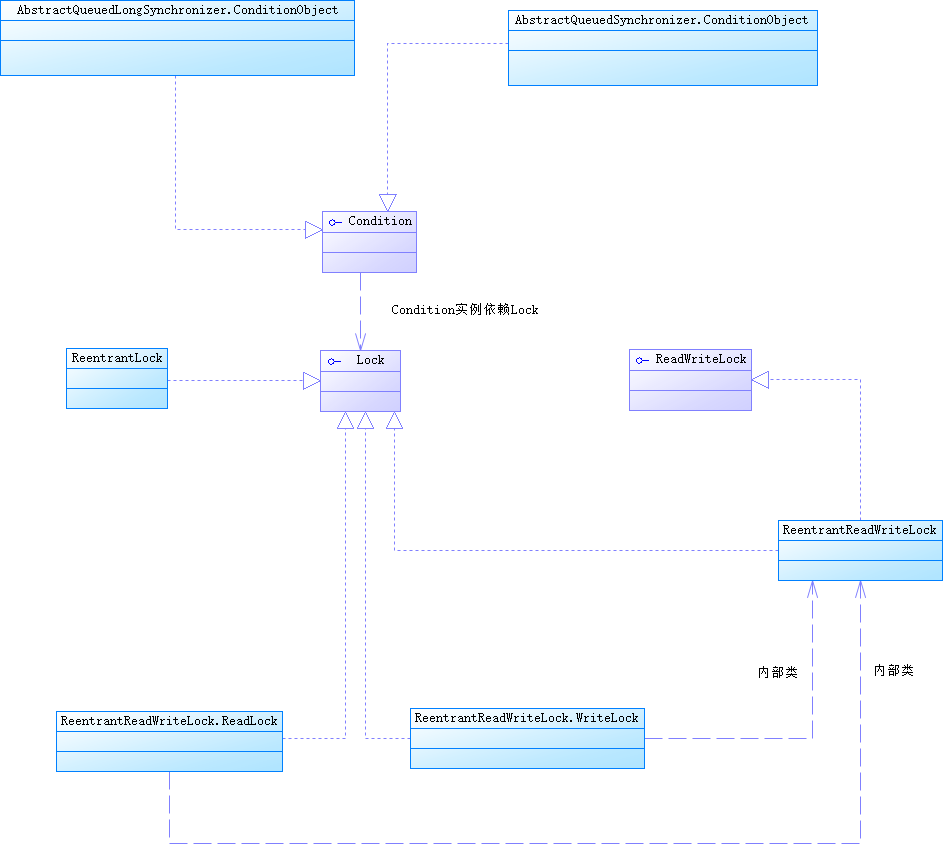 AbstractQueuedLongSynchronizer.ConditionObject
AbstractQueuedSynchronizer.ConditionObject
Condition
Condition实例依赖Lock
ReentrantLock
Lock
ReadWriteLock
ReentrantReadWriteLock
内部类
内部类
ReentrantReadWriteLock.ReadLock
ReentrantReadWriteLock.WriteLock